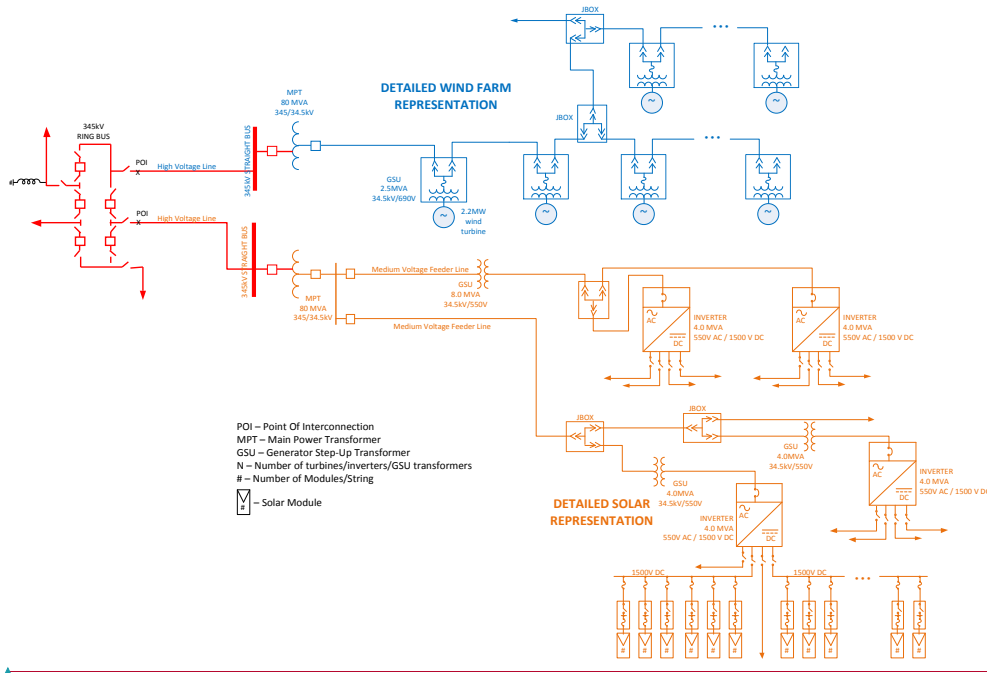 JBOX
DETAILED WIND FARM
REPRESENTATION
MPT
80 MVA
345/34.5kV
JBOX
345kV
RING BUS
345kV STRAIGHT BUS
POI
X
High Voltage Line
#
GSU
2.5MVA
34.5kV/690V
~
~
~
~
~
~
2.2MW
wind
turbine
POI
X
High Voltage Line
345kV STRAIGHT BUS
MPT
80 MVA
345/34.5kV
Medium Voltage Feeder Line
GSU
8.0 MVA
34.5kV/550V
Medium Voltage Feeder Line
AC
DC
INVERTER
4.0 MVA
550V AC / 1500 V DC
AC
DC
INVERTER
4.0 MVA
550V AC / 1500 V DC
JBOX
JBOX
GSU
4.0MVA
34.5kV/550V
AC
DC
INVERTER
4.0 MVA
550V AC / 1500 V DC
GSU
4.0MVA
34.5kV/550V
DETAILED SOLAR
REPRESENTATION
INVERTER
4.0 MVA
550V AC / 1500 V DC
AC
DC
1500V DC
1500V DC
# # # # # # # # # # #
POI – Point Of Interconnection
MPT – Main Power Transformer
GSU – Generator Step-Up Transformer
N – Number of turbines/inverters/GSU transformers
# – Number of Modules/String
# – Solar Module